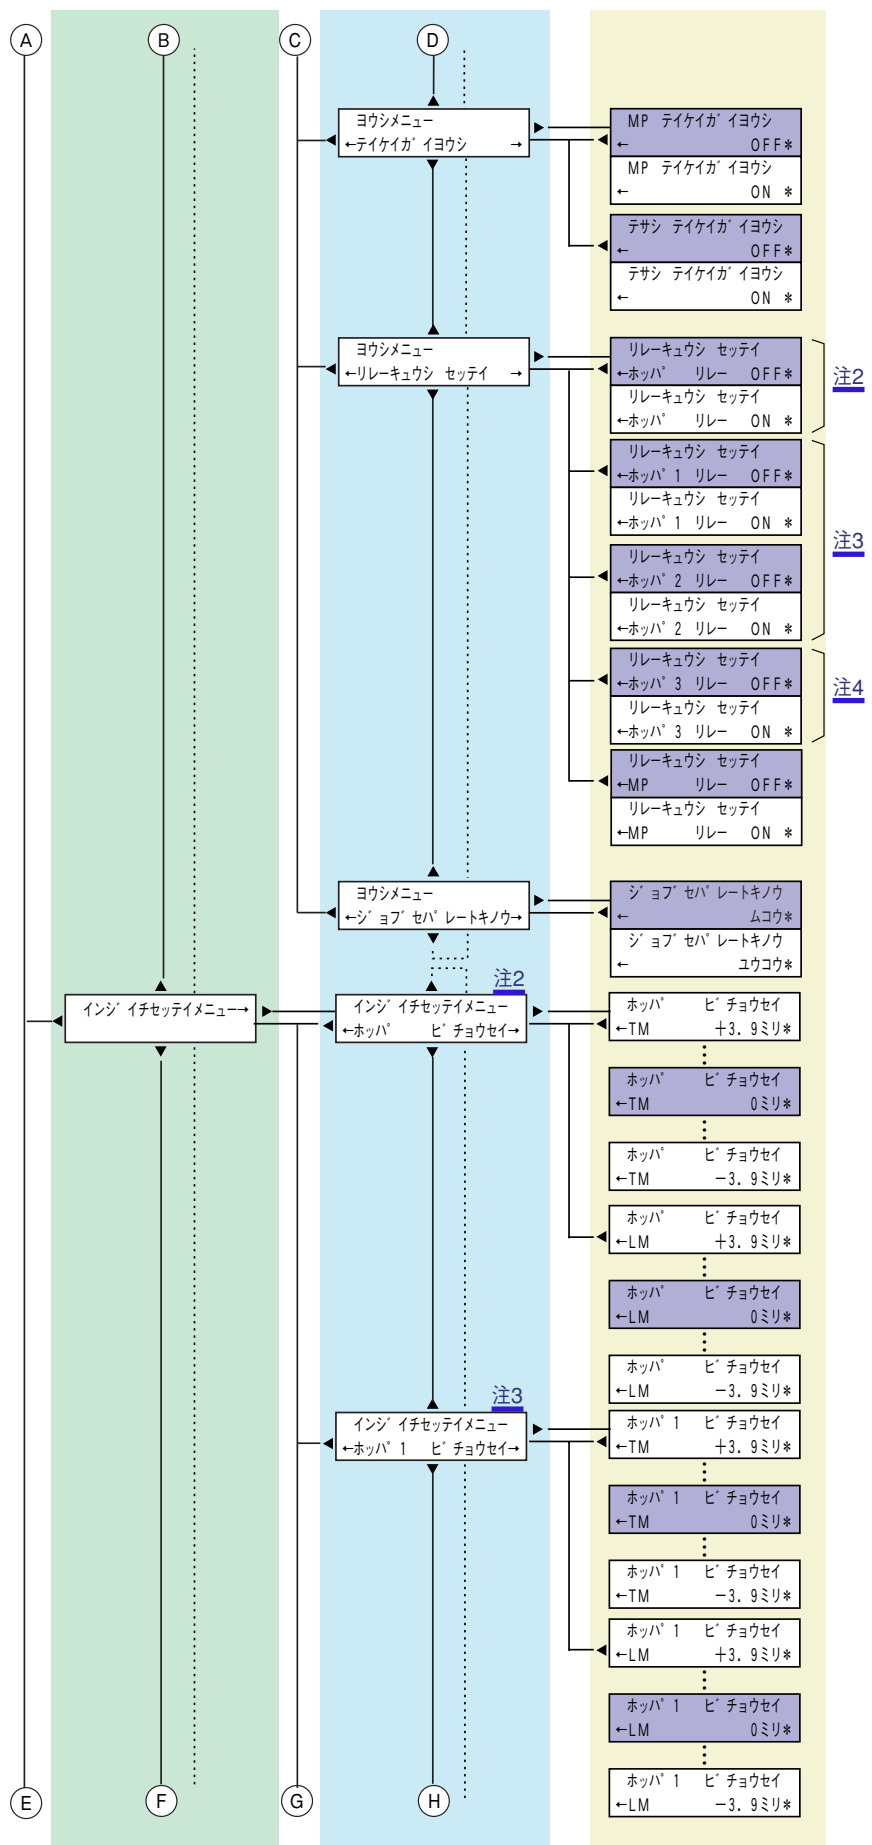 A
B
C
D
ヨウシメニュー
←テイケイガイヨウシ →
MP テイケイガイヨウシ
← OFF*
MP テイケイガイヨウシ
← ON *
テサシ テイケイガイヨウシ
← OFF*
テサシ テイケイガイヨウシ
← ON *
ヨウシメニュー
←リレーキュウシ セッテイ →
リレーキュウシ セッテイ
←ホッパ リレー OFF*
リレーキュウシ セッテイ
←ホッパ リレー ON *
注2
リレーキュウシ セッテイ
←ホッパ1 リレー OFF*
リレーキュウシ セッテイ
←ホッパ1 リレー ON *
リレーキュウシ セッテイ
←ホッパ2 リレー OFF*
リレーキュウシ セッテイ
←ホッパ2 リレー ON *
注3
リレーキュウシ セッテイ
←ホッパ3 リレー OFF*
リレーキュウシ セッテイ
←ホッパ3 リレー ON *
注4
リレーキュウシ セッテイ
←MP リレー OFF*
リレーキュウシ セッテイ
←MP リレー ON *
ヨウシメニュー
←ジョブセパレートキノウ→
ジョブセパレートキノウ
← ムコウ*
ジョブセパレートキノウ
← ユウコウ*
インジイチセッテイメニュー→
注2
インジイチセッテイメニュー
←ホッパ ビチョウセイ→
ホッパ ビチョウセイ
←TM +3.9ミリ*
ホッパ ビチョウセイ
←TM 0ミリ*
ホッパ ビチョウセイ
←TM −3.9ミリ*
ホッパ ビチョウセイ
←LM +3.9ミリ*
ホッパ ビチョウセイ
←LM 0ミリ*
ホッパ ビチョウセイ
←LM −3.9ミリ*
注3
インジイチセッテイメニュー
←ホッパ1 ビチョウセイ→
ホッパ1 ビチョウセイ
←TM +3.9ミリ*
ホッパ1 ビチョウセイ
←TM 0ミリ*
ホッパ1 ビチョウセイ
←TM −3.9ミリ*
ホッパ1 ビチョウセイ
←LM +3.9ミリ*
ホッパ1 ビチョウセイ
←LM 0ミリ*
ホッパ1 ビチョウセイ
←LM −3.9ミリ*
E
F
G
H